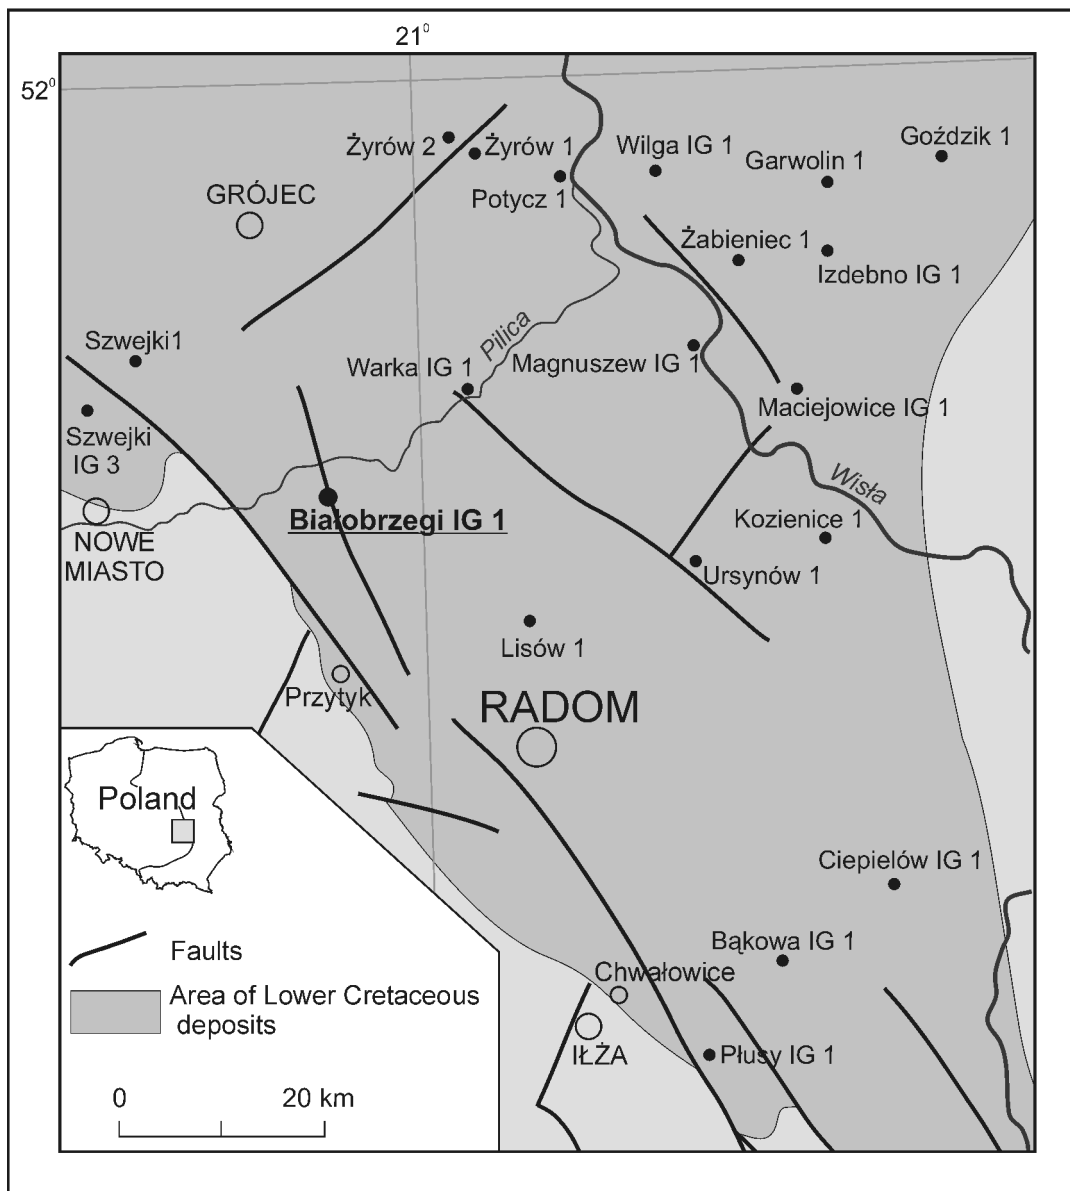 21⁰
52⁰
Żyrów 2
Żyrów 1
Wilga IG 1
Goździk 1
Garwolin 1
Potycz 1
GRÓJEC
Żabieniec 1
Izdebno IG 1
Szwejki1
Pilica
Warka IG 1
Magnuszew IG 1
Maciejowice IG 1
Szwejki
IG 3
Wisła
Białobrzegi IG 1
Kozienice 1
NOWE
MIASTO
Ursynów 1
Lisów 1
Przytyk
RADOM
Poland
Ciepielów IG 1
Bąkowa IG 1
Faults
Chwałowice
Area of Lower Cretaceous
deposits
IŁŻA
Płusy IG 1
0
20 km